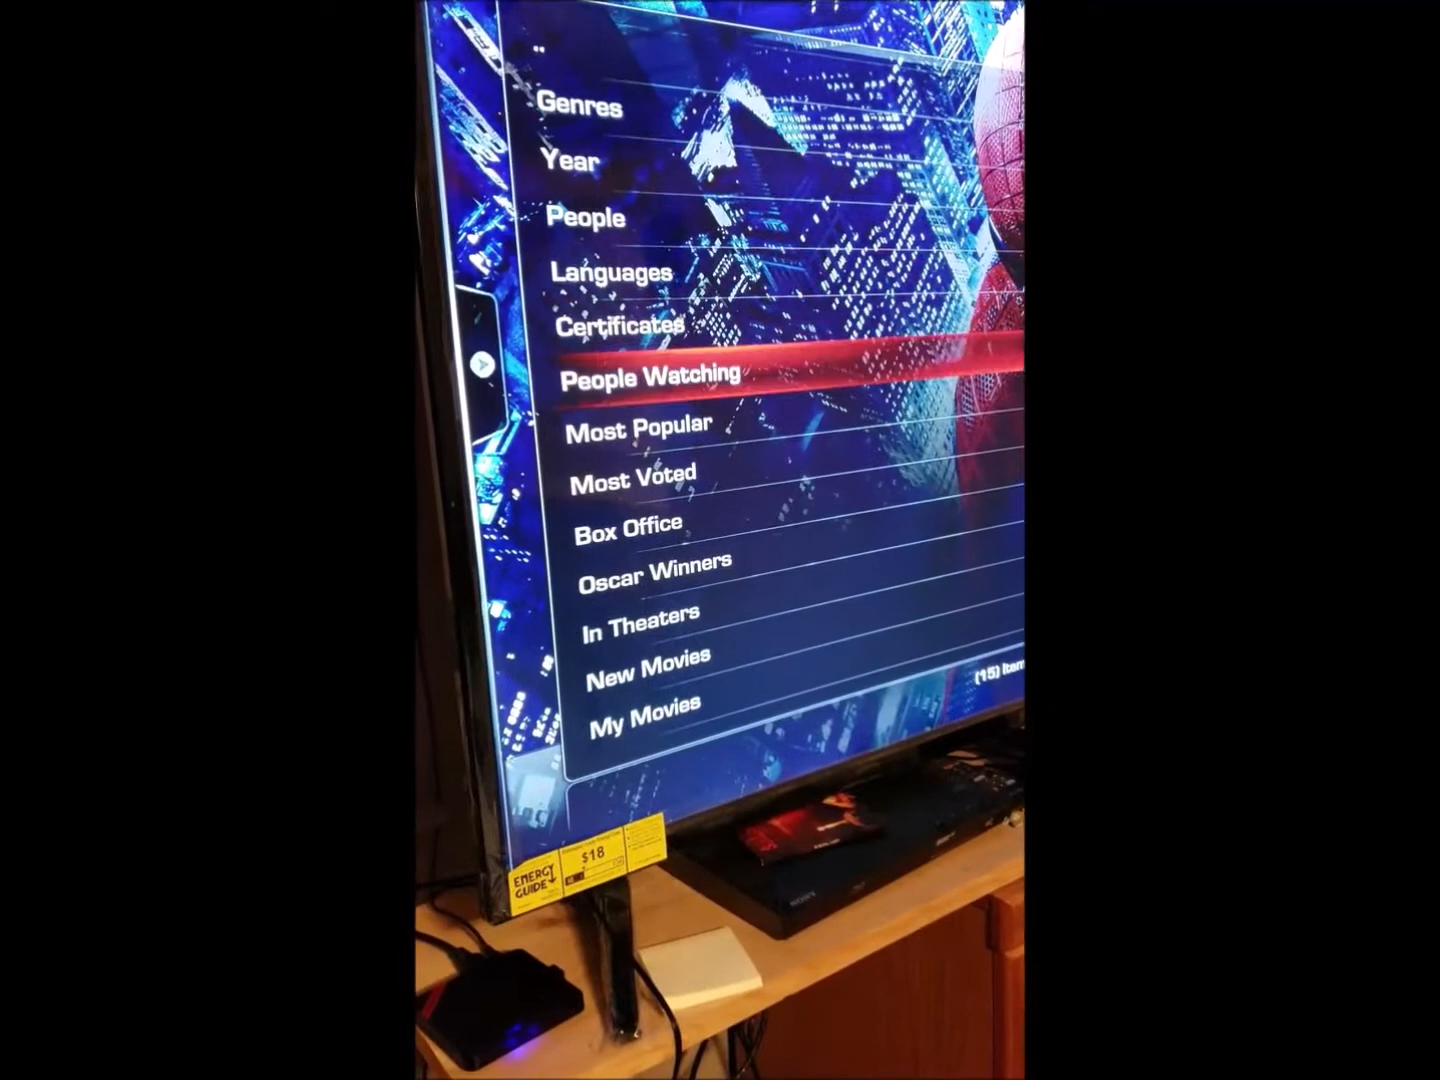 ..
Genres
Year
People
Languages
Certificates
People Watching
Most Popular
Most Voted
Box Office
Oscar Winners
In Theaters
New Movies
My Movies
(15) Item
$18
ENERGY
GUIDE
SONY